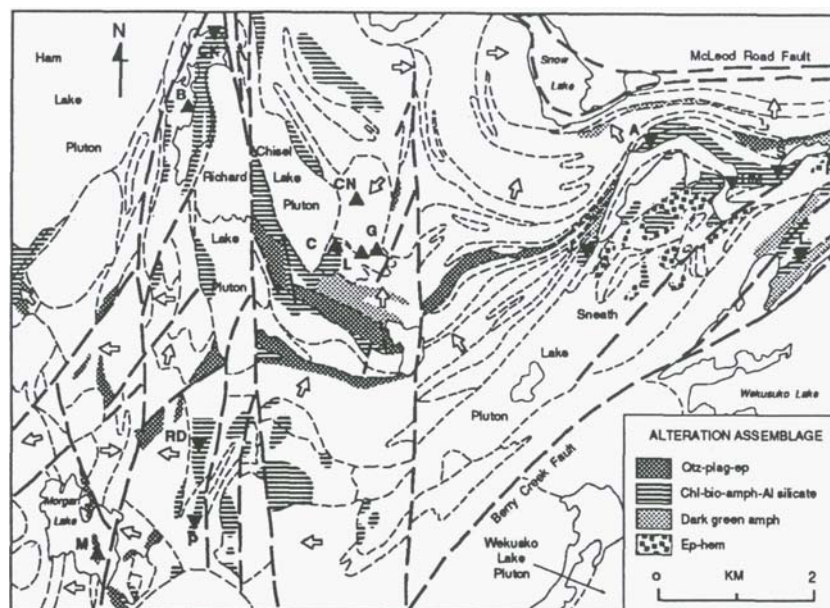 N
Ham
Lake
Pluton
B
Richard
Lake
Pluton
Chisel
Lake
Pluton
CN
C
L
G
Snow
Lake
McLeod Road Fault
A
Sneath
Lake
Pluton
Wekusuko Lake
Berry Creek Fault
Wekusko
Lake
Pluton
RD
P
Morgan
Lake
M
ALTERATION ASSEMBLAGE
Qtz-plag-ep
Chl-bio-amph-Al silicate
Dark green amph
Ep-hem
O KM 2